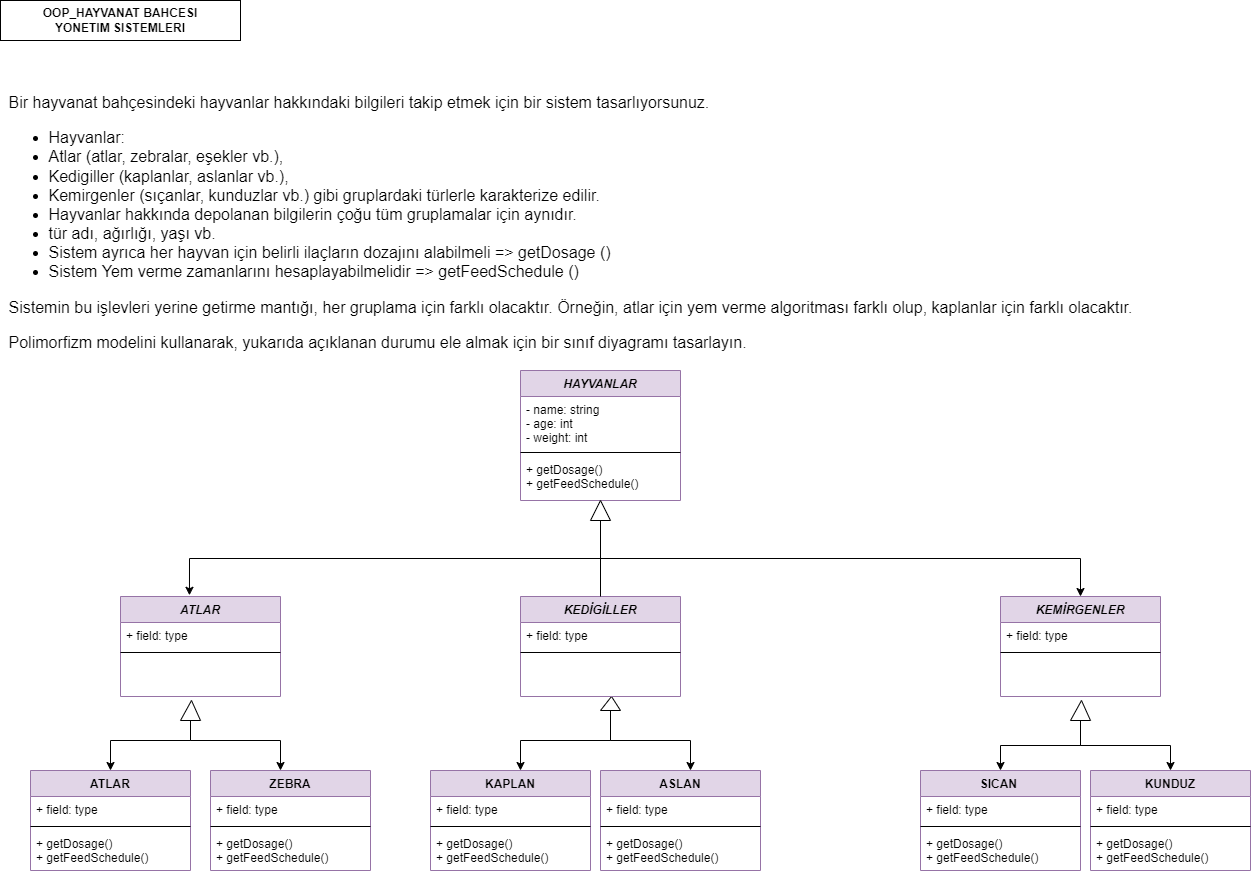 OOP_HAYVANAT BAHCESI
YONETIM SISTEMLERI
Bir hayvanat bahçesindeki hayvanlar hakkındaki bilgileri takip etmek için bir sistem tasarlıyorsunuz.
Hayvanlar:
Atlar (atlar, zebralar, eşekler vb.),
Kedigiller (kaplanlar, aslanlar vb.),
Kemirgenler (sıçanlar, kunduzlar vb.) gibi gruplardaki türlerle karakterize edilir.
Hayvanlar hakkında depolanan bilgilerin çoğu tüm gruplamalar için aynıdır.
tür adı, ağırlığı, yaşı vb.
Sistem ayrıca her hayvan için belirli ilaçların dozajını alabilmeli => getDosage ()
Sistem Yem verme zamanlarını hesaplayabilmelidir => getFeedSchedule ()
Sistemin bu işlevleri yerine getirme mantığı, her gruplama için farklı olacaktır. Örneğin, atlar için yem verme algoritması farklı olup, kaplanlar için farklı olacaktır.
Polimorfizm modelini kullanarak, yukarıda açıklanan durumu ele almak için bir sınıf diyagramı tasarlayın.
HAYVANLAR
- name: string
- age: int
- weight: int
+ getDosage()
+ getFeedSchedule()
ATLAR
+ field: type
KEDİGİLLER
+ field: type
KEMİRGENLER
+ field: type
ATLAR
+ field: type
+ getDosage()
+ getFeedSchedule()
ZEBRA
+ field: type
+ getDosage()
+ getFeedSchedule()
KAPLAN
+ field: type
+ getDosage()
+ getFeedSchedule()
ASLAN
+ field: type
+ getDosage()
+ getFeedSchedule()
SICAN
+ field: type
+ getDosage()
+ getFeedSchedule()
KUNDUZ
+ field: type
+ getDosage()
+ getFeedSchedule()